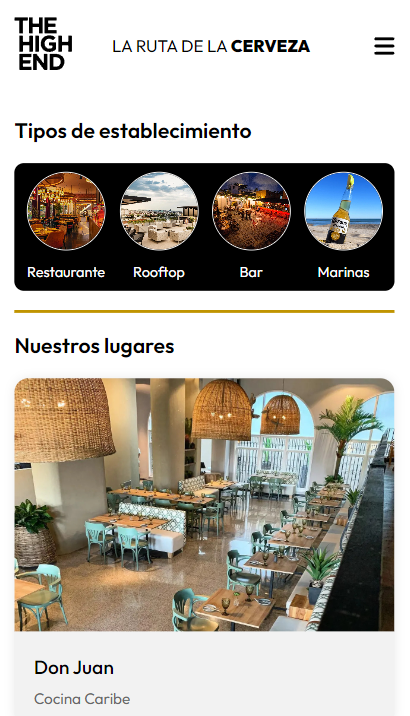 THE
HIGH
END
LA RUTA DE LA CERVEZA
Tipos de establecimiento
Restaurante Rooftop Bar Marinas
Nuestros lugares
Don Juan
Cocina Caribe